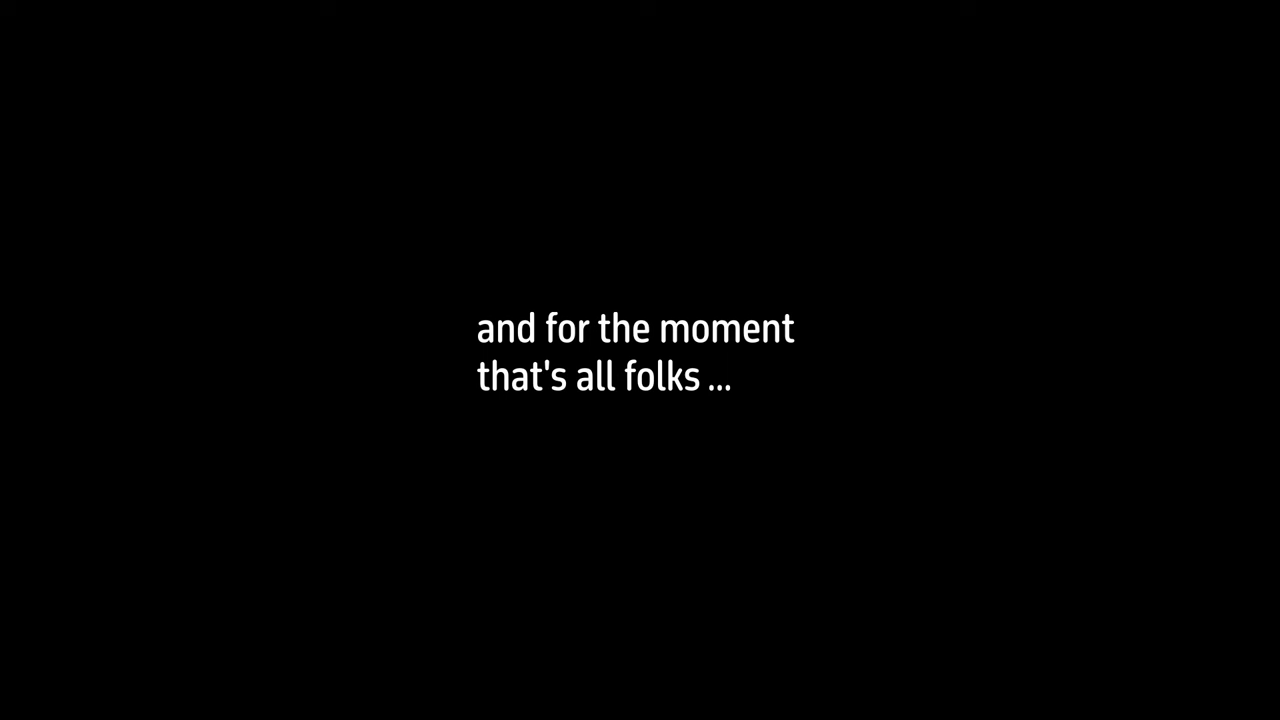 and for the moment
that's all folks ...